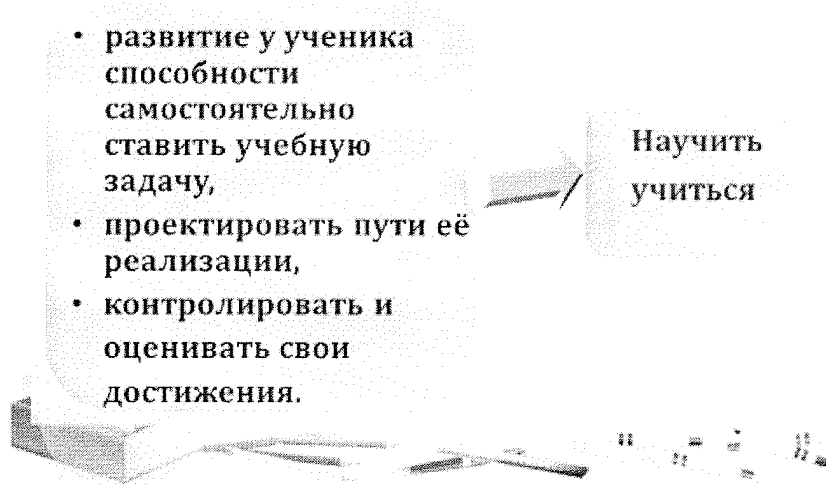 • развитие у ученика
способности
самостоятельно
ставить учебную
задачу,
• проектировать пути её
реализации,
• контролировать и
оценивать свои
достижения.
Научить
учиться